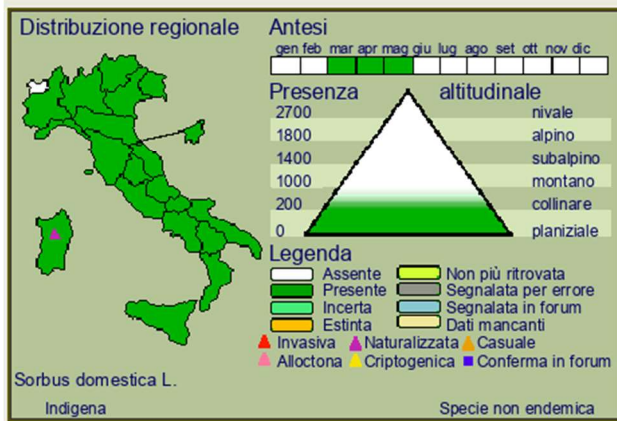 Distribuzione regionale
Antesi
gen feb mar apr mag giu lug ago set ott nov dic
Presenza altitudinale
2700 nivale
1800 alpino
1400 subalpino
1000 montano
200 collinare
0 planiziale
Legenda
Assente Non più ritrovata
Presente Segnalata per errore
Incerta Segnalata in forum
Estinta Dati mancanti
Invasiva Naturalizzata Casuale
Alloctona Criptogenica Conferma in forum
Sorbus domestica L.
Indigena Specie non endemica